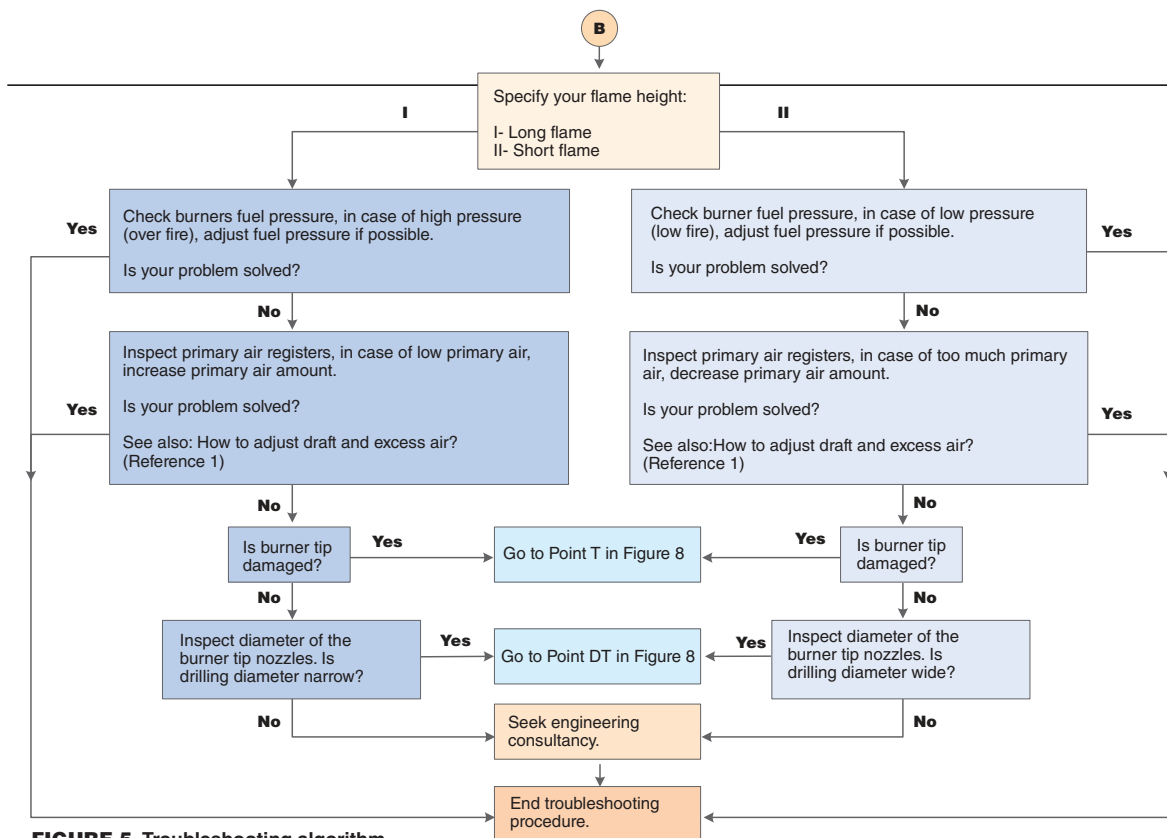 B
Specify your flame height:
I- Long flame
II- Short flame
I
II
Check burners fuel pressure, in case of high pressure
(over fire), adjust fuel pressure if possible.
Is your problem solved?
Yes
No
Check burner fuel pressure, in case of low pressure
(low fire), adjust fuel pressure if possible.
Is your problem solved?
Yes
No
Inspect primary air registers, in case of low primary air,
increase primary air amount.
Is your problem solved?
See also: How to adjust draft and excess air?
(Reference 1)
Yes
No
Inspect primary air registers, in case of too much primary
air, decrease primary air amount.
Is your problem solved?
See also:How to adjust draft and excess air?
(Reference 1)
Yes
No
Is burner tip
damaged?
Yes
No
Go to Point T in Figure 8
Is burner tip
damaged?
Yes
No
Inspect diameter of the
burner tip nozzles. Is
drilling diameter narrow?
Yes
No
Go to Point DT in Figure 8
Inspect diameter of the
burner tip nozzles. Is
drilling diameter wide?
Yes
No
Seek engineering
consultancy.
End troubleshooting
procedure.
FIGURE 5. Troubleshooting algorithm